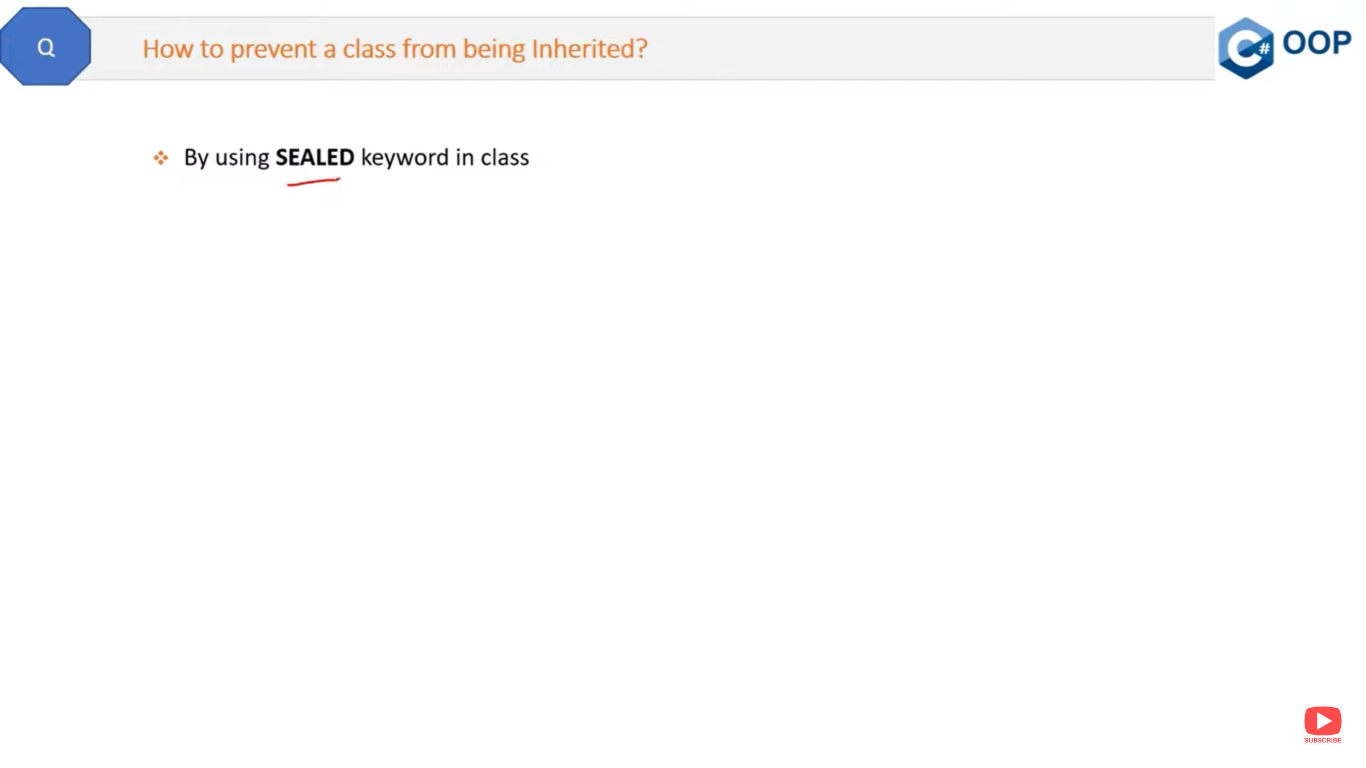 Q
How to prevent a class from being Inherited?
C# OOP
❖ By using SEALED keyword in class
SUBSCRIBE